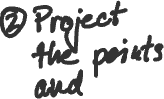 ② Project
the points
and